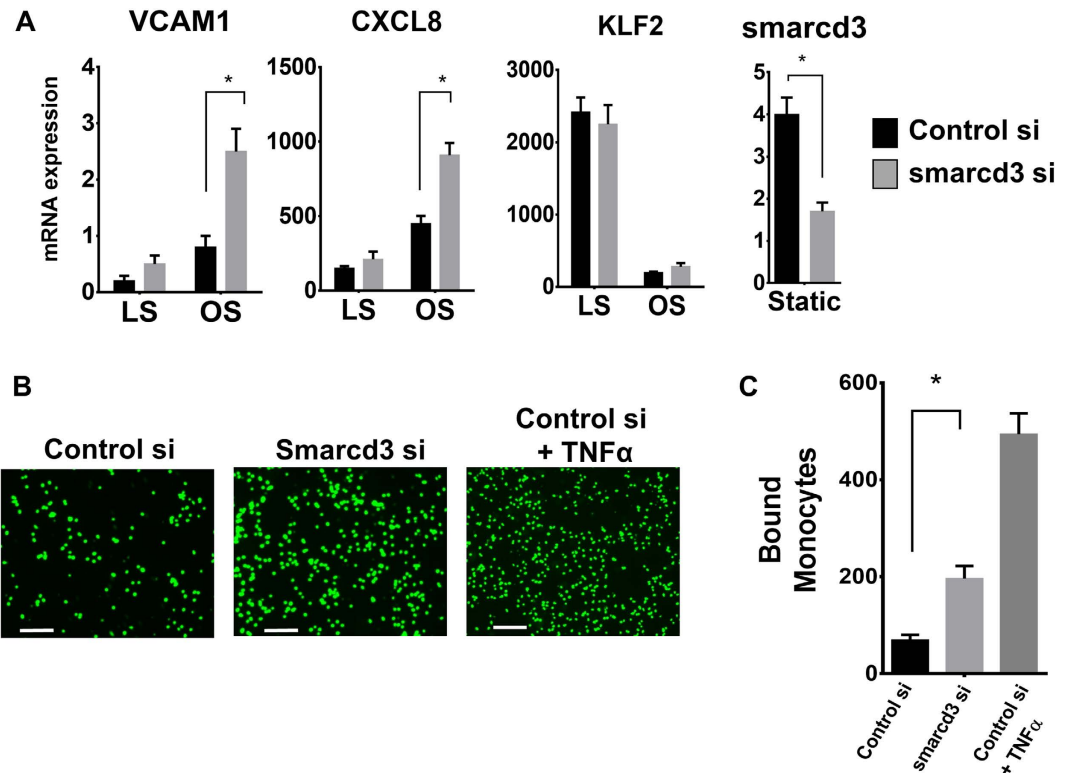 A
VCAM1
CXCL8
KLF2
smarcd3
mRNA expression
4
3
2
1
0
*
LS OS
1500
1000
500
0
*
LS OS
3000
2000
1000
0
LS OS
5
4
3
2
1
0
*
Static
Control si
smarcd3 si
B
Control si
Smarcd3 si
Control si
+ TNFα
C
Bound
Monocytes
600
400
200
0
*
Control si
smarcd3 si
Control si
+ TNFα